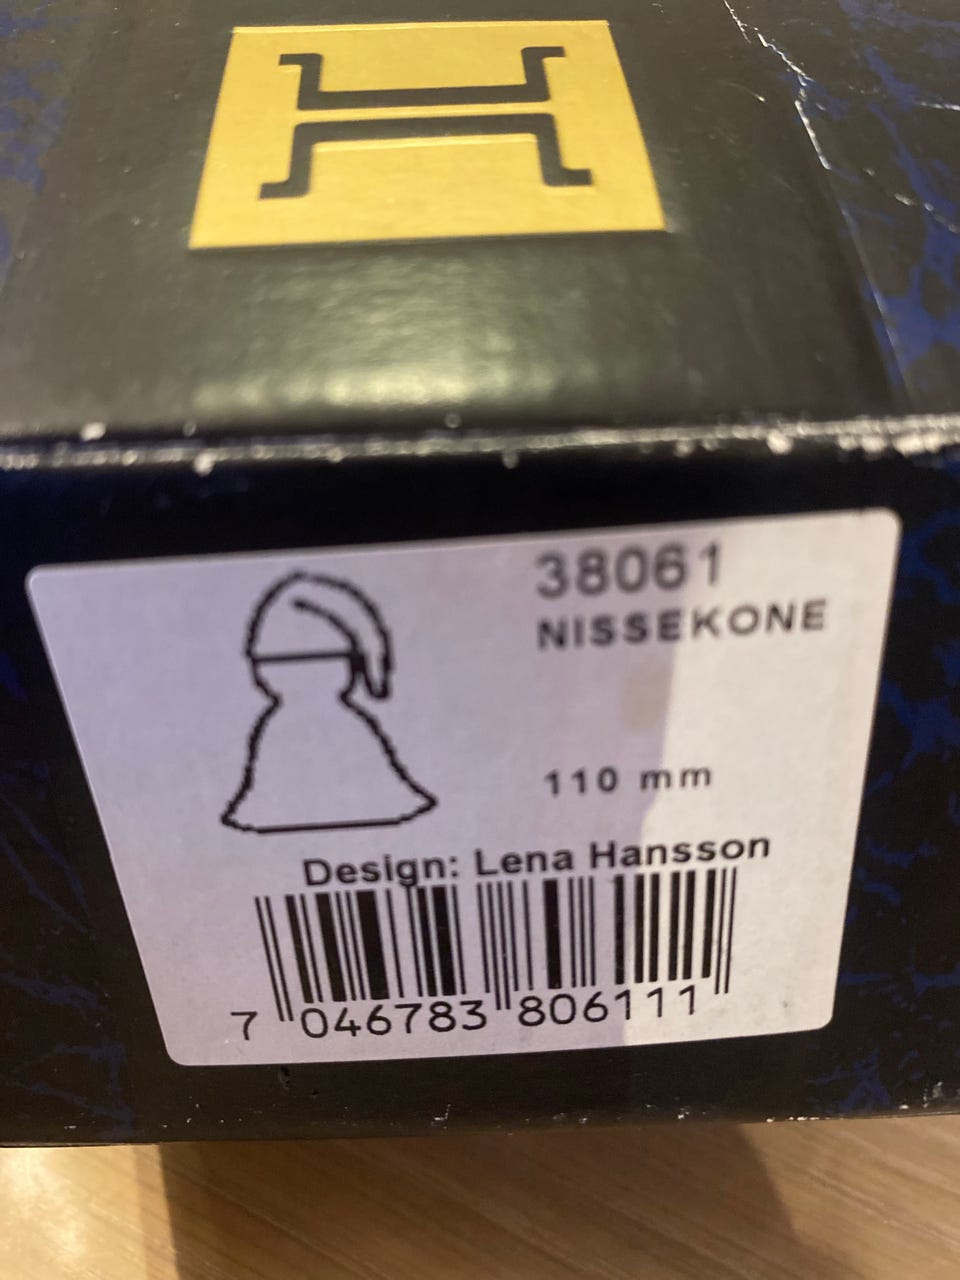 H
38061
NISSEKONE
110 mm
Design: Lena Hansson
7 046783 806111